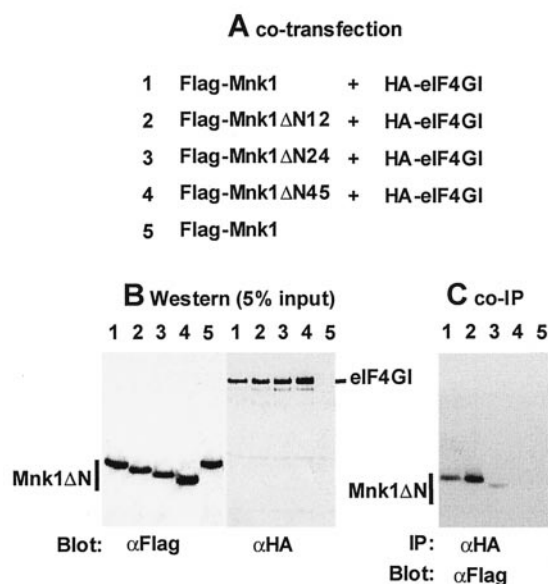 A co-transfection
1 Flag-Mnk1 + HA-eIF4GI
2 Flag-Mnk1ΔN12 + HA-eIF4GI
3 Flag-Mnk1ΔN24 + HA-eIF4GI
4 Flag-Mnk1ΔN45 + HA-eIF4GI
5 Flag-Mnk1
B Western (5% input)
1 2 3 4 5 1 2 3 4 5
eIF4GI
Mnk1ΔN
Blot: αFlag αHA
C co-IP
1 2 3 4 5
Mnk1ΔN
IP: αHA
Blot: αFlag